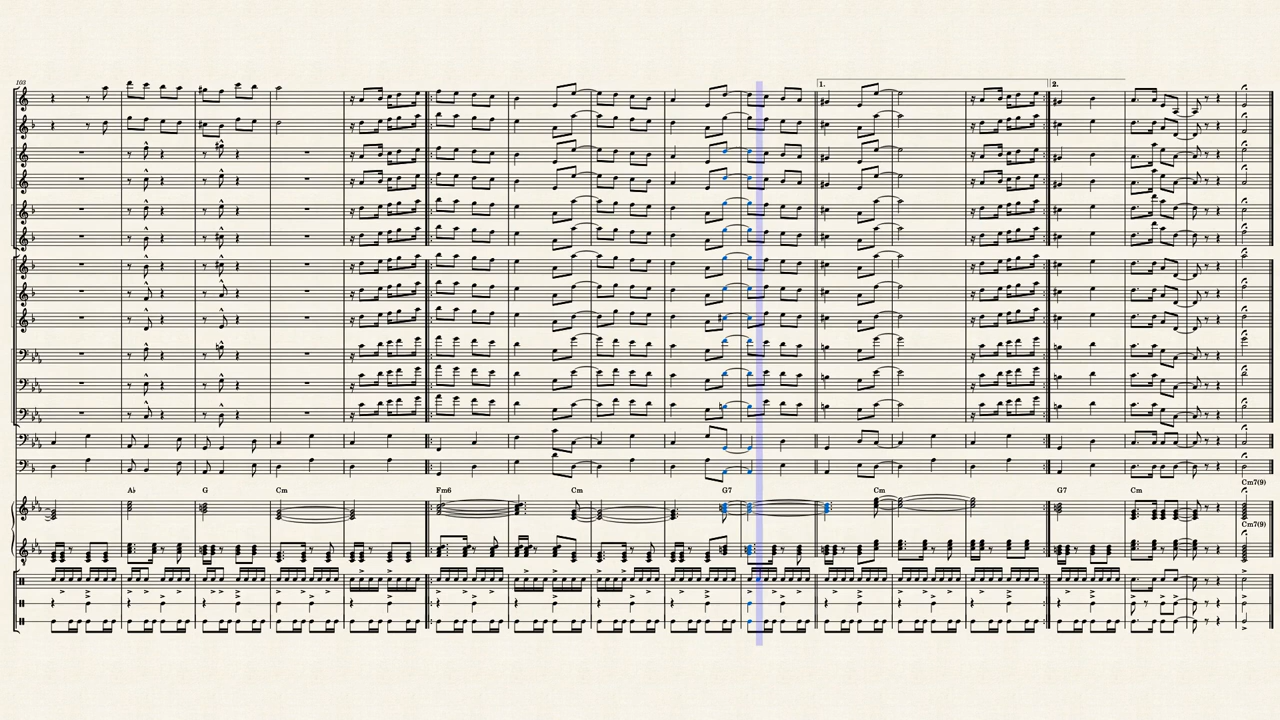 103
1. 2.
A♭ G Cm Fm6 Cm G7 Cm G7 Cm Cm7(9)
Cm7(9)